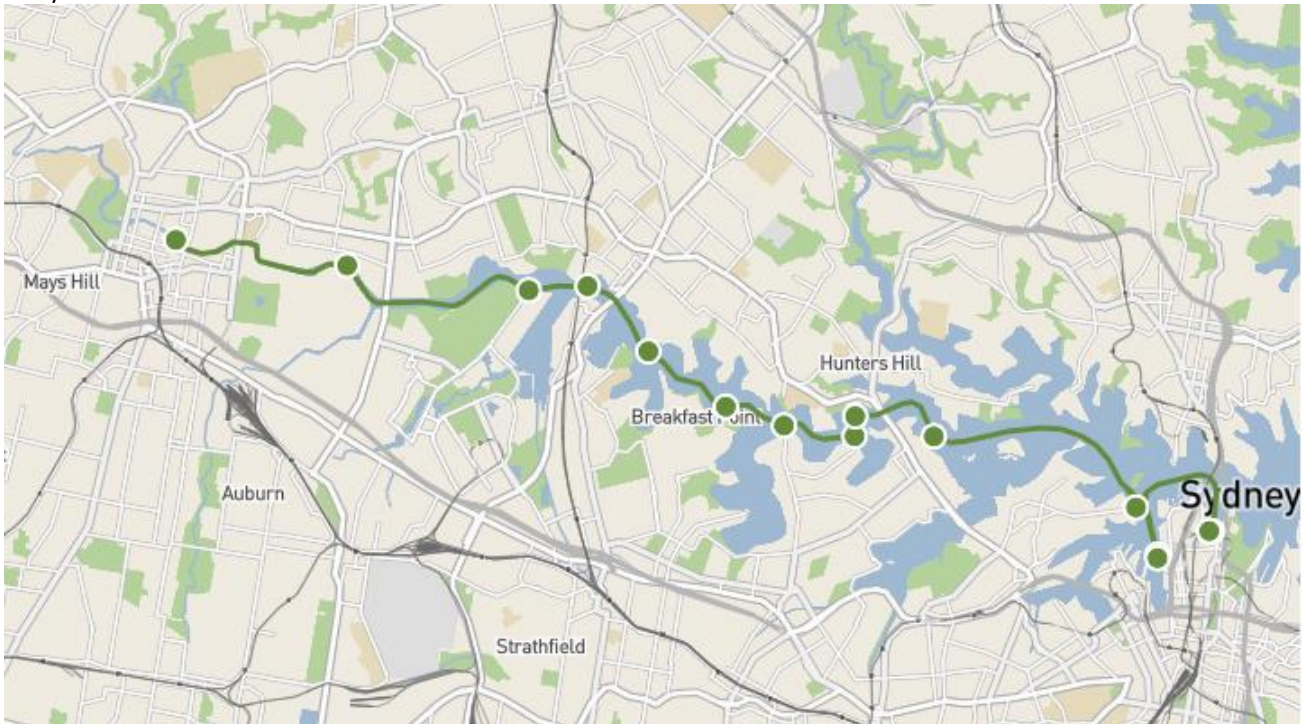 Mays Hill
Hunters Hill
Breakfast Point
Auburn
Sydney
Strathfield